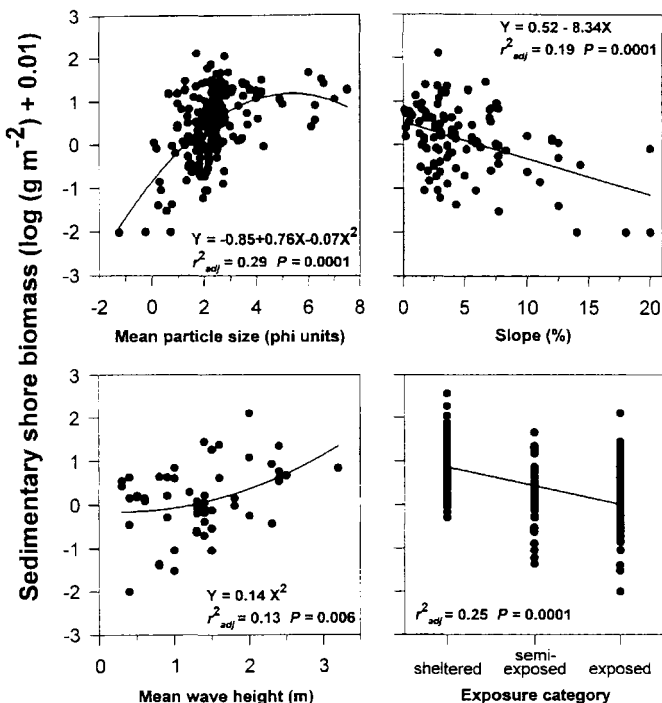 Sedimentary shore biomass (log (g m⁻²) + 0.01)
3
2
1
0
-1
-2
-3
Y = -0.85+0.76X-0.07X²
r²adj = 0.29 P = 0.0001
-2 0 2 4 6 8
Mean particle size (phi units)
Y = 0.52 - 8.34X
r²adj = 0.19 P = 0.0001
0 5 10 15 20
Slope (%)
3
2
1
0
-1
-2
-3
Y = 0.14 X²
r²adj = 0.13 P = 0.006
0 1 2 3
Mean wave height (m)
r²adj = 0.25 P = 0.0001
semi-
sheltered exposed exposed
Exposure category